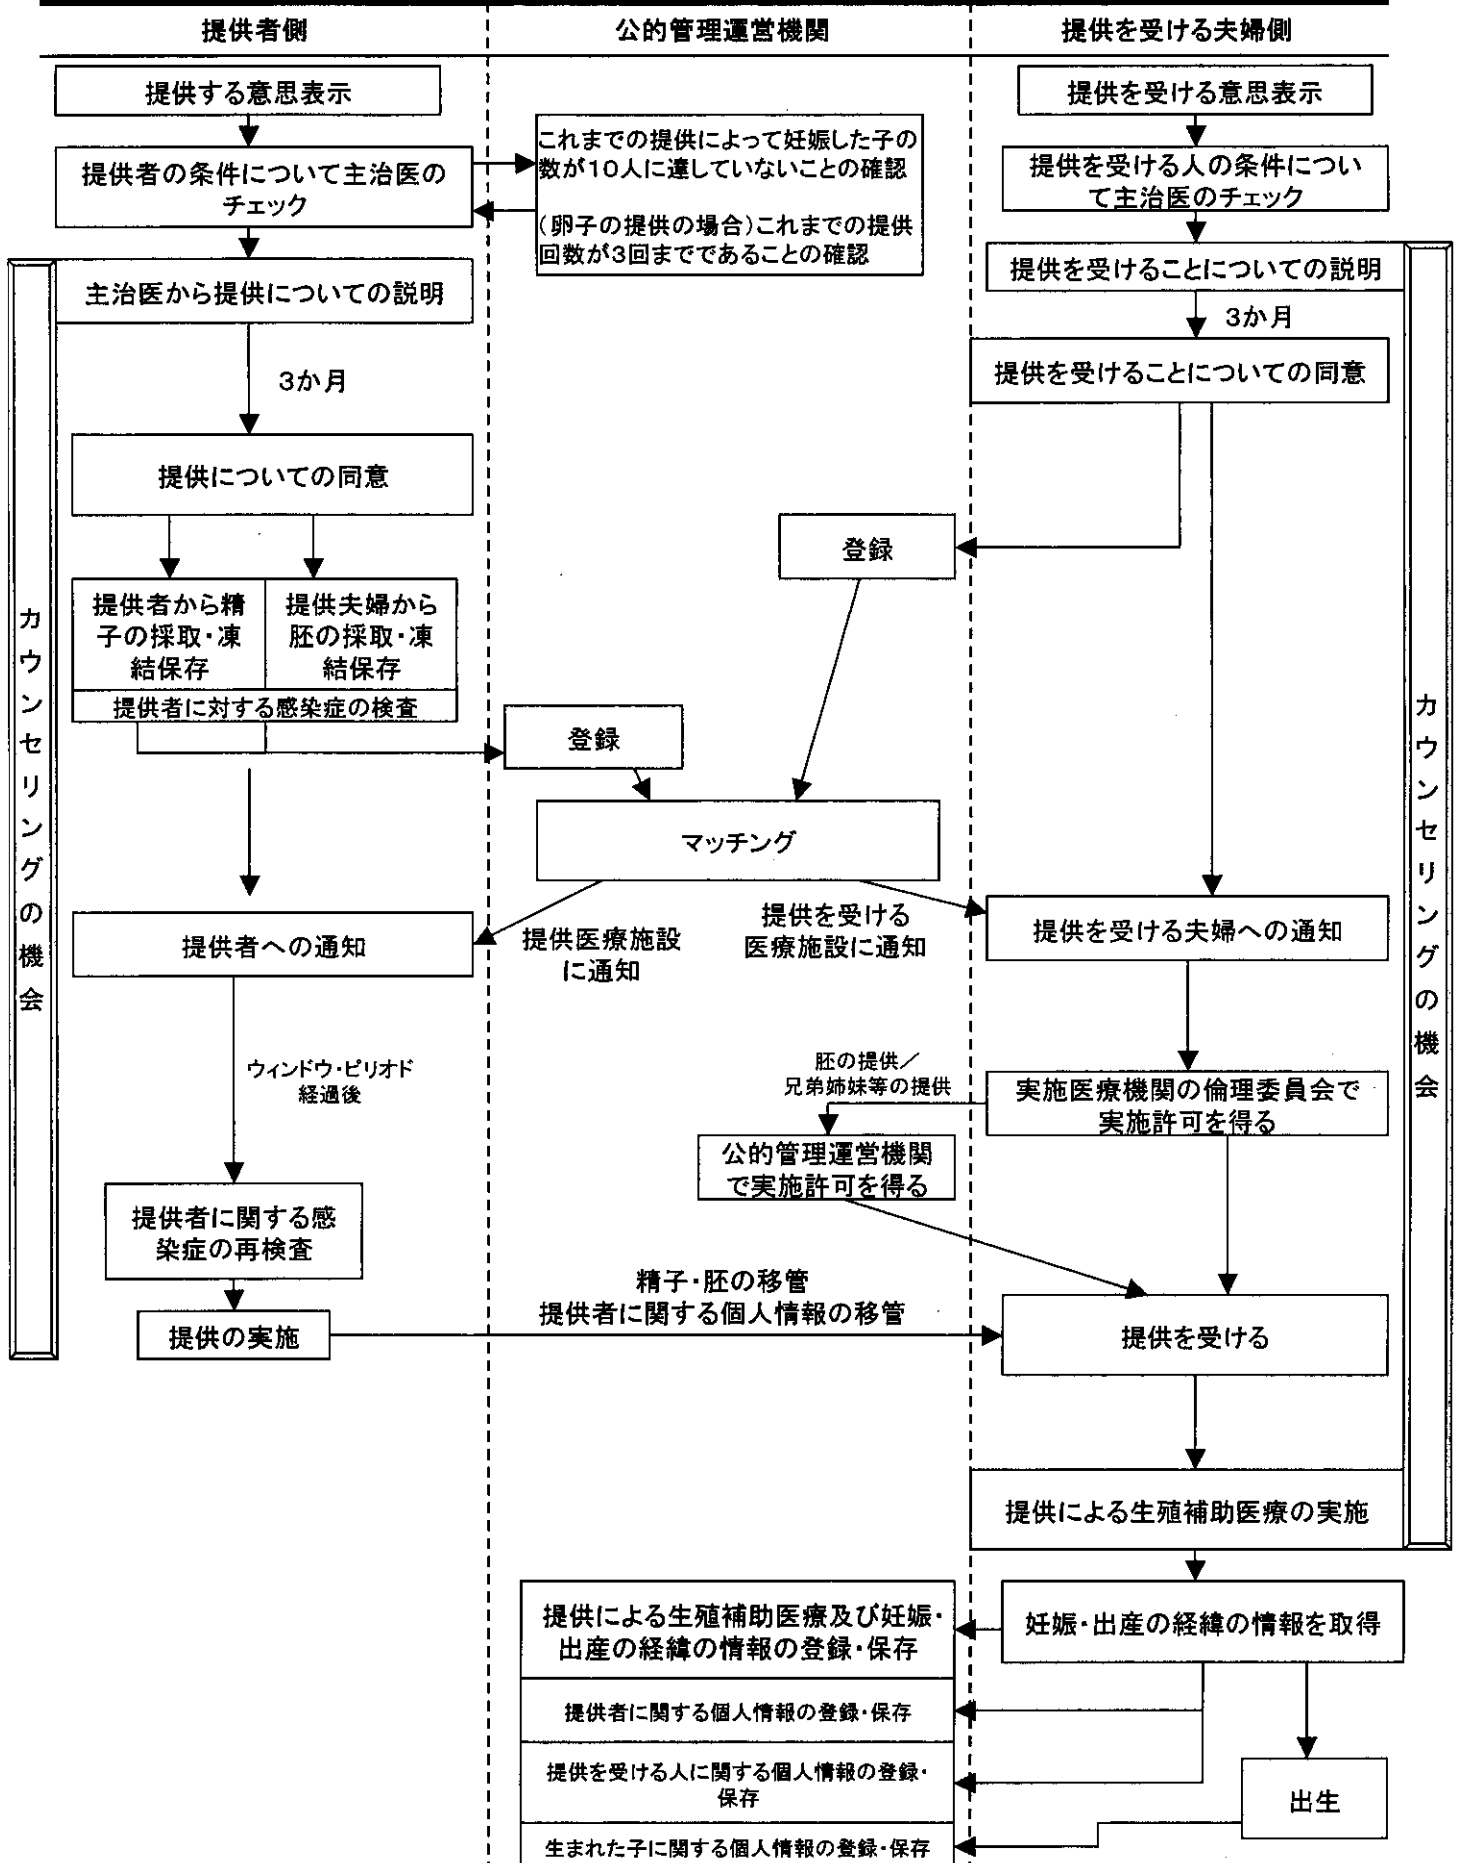 提供者側
公的管理運営機関
提供を受ける夫婦側
提供する意思表示
提供者の条件について主治医の
チェック
これまでの提供によって妊娠した子の
数が10人に達していないことの確認
(卵子の提供の場合)これまでの提供
回数が3回までであることの確認
提供を受ける意思表示
提供を受ける人の条件につい
て主治医のチェック
主治医から提供についての説明
提供を受けることについての説明
3か月
3か月
提供を受けることについての同意
提供についての同意
登録
提供者から精
子の採取・凍
結保存
提供夫婦から
胚の採取・凍
結保存
提供者に対する感染症の検査
登録
マッチング
カウンセリングの機会
カウンセリングの機会
提供者への通知
提供医療施設
に通知
提供を受ける
医療施設に通知
提供を受ける夫婦への通知
ウィンドウ・ピリオド
経過後
胚の提供/
兄弟姉妹等の提供
実施医療機関の倫理委員会で
実施許可を得る
公的管理運営機関
で実施許可を得る
提供者に関する感
染症の再検査
精子・胚の移管
提供者に関する個人情報の移管
提供の実施
提供を受ける
提供による生殖補助医療の実施
提供による生殖補助医療及び妊娠・
出産の経緯の情報の登録・保存
妊娠・出産の経緯の情報を取得
提供者に関する個人情報の登録・保存
提供を受ける人に関する個人情報の登録・
保存
出生
生まれた子に関する個人情報の登録・保存